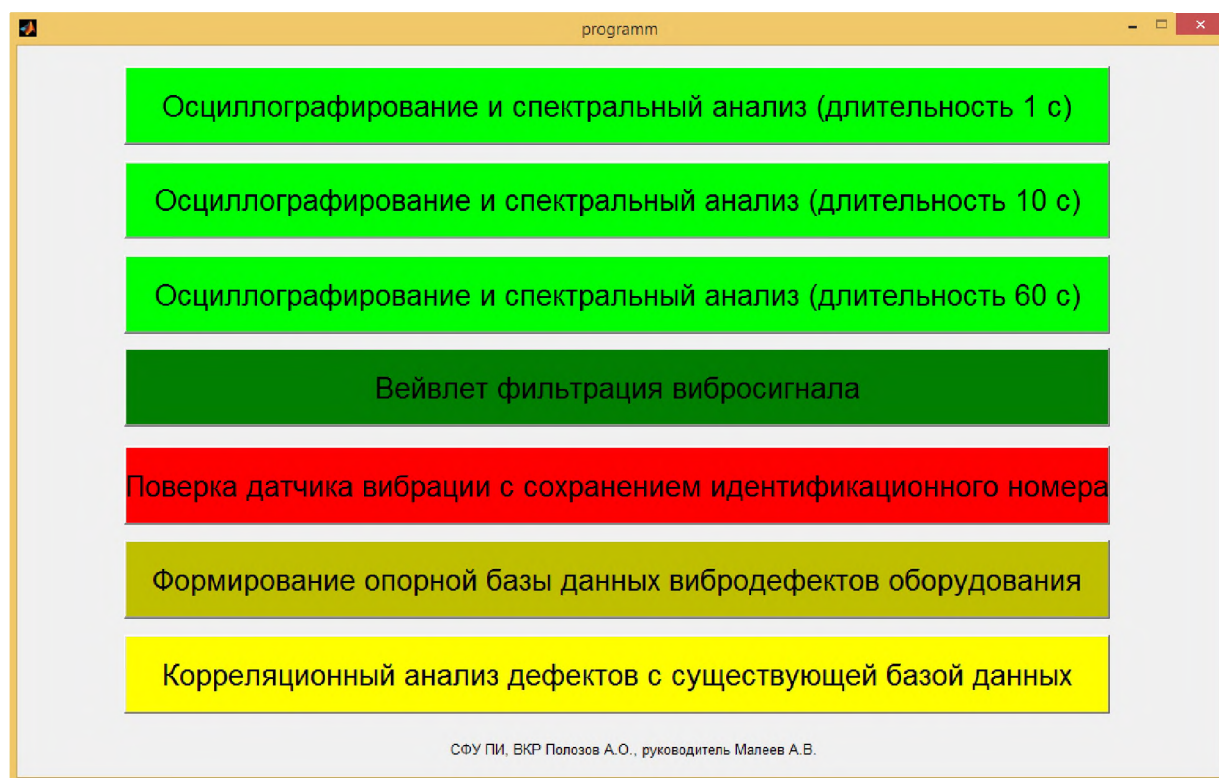 programm
Осциллографирование и спектральный анализ (длительность 1 с)
Осциллографирование и спектральный анализ (длительность 10 с)
Осциллографирование и спектральный анализ (длительность 60 с)
Вейвлет фильтрация вибросигнала
Поверка датчика вибрации с сохранением идентификационного номера
Формирование опорной базы данных вибродефектов оборудования
Корреляционный анализ дефектов с существующей базой данных
СФУ ПИ, ВКР Полозов А.О., руководитель Малеев А.В.